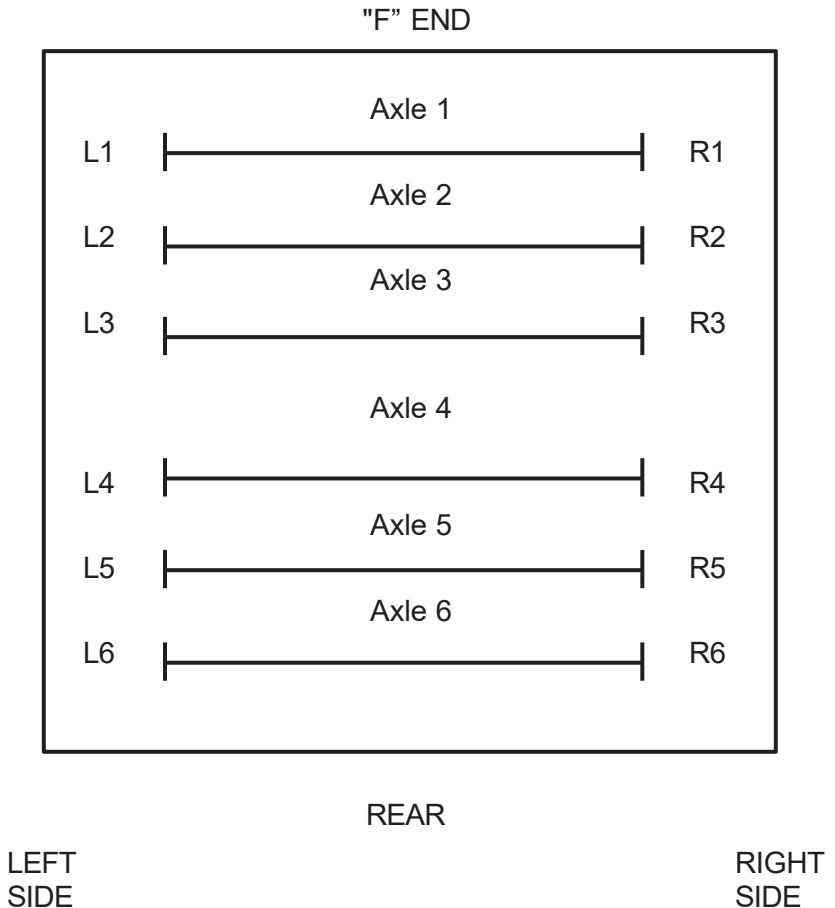 "F” END
Axle 1
L1 R1
Axle 2
L2 R2
Axle 3
L3 R3
Axle 4
L4 R4
Axle 5
L5 R5
Axle 6
L6 R6
REAR
LEFT SIDE
RIGHT SIDE